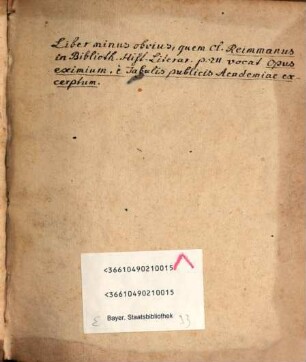 Liber minus obvius, quem Cl. Reimmanus
in Biblioth. Hist. Literar. p. 211 vocat Opus
eximium, è Tabulis publicis Academiae ex-
cerptum.
<36610490210015
<36610490210015
Bayer. Staatsbibliothek